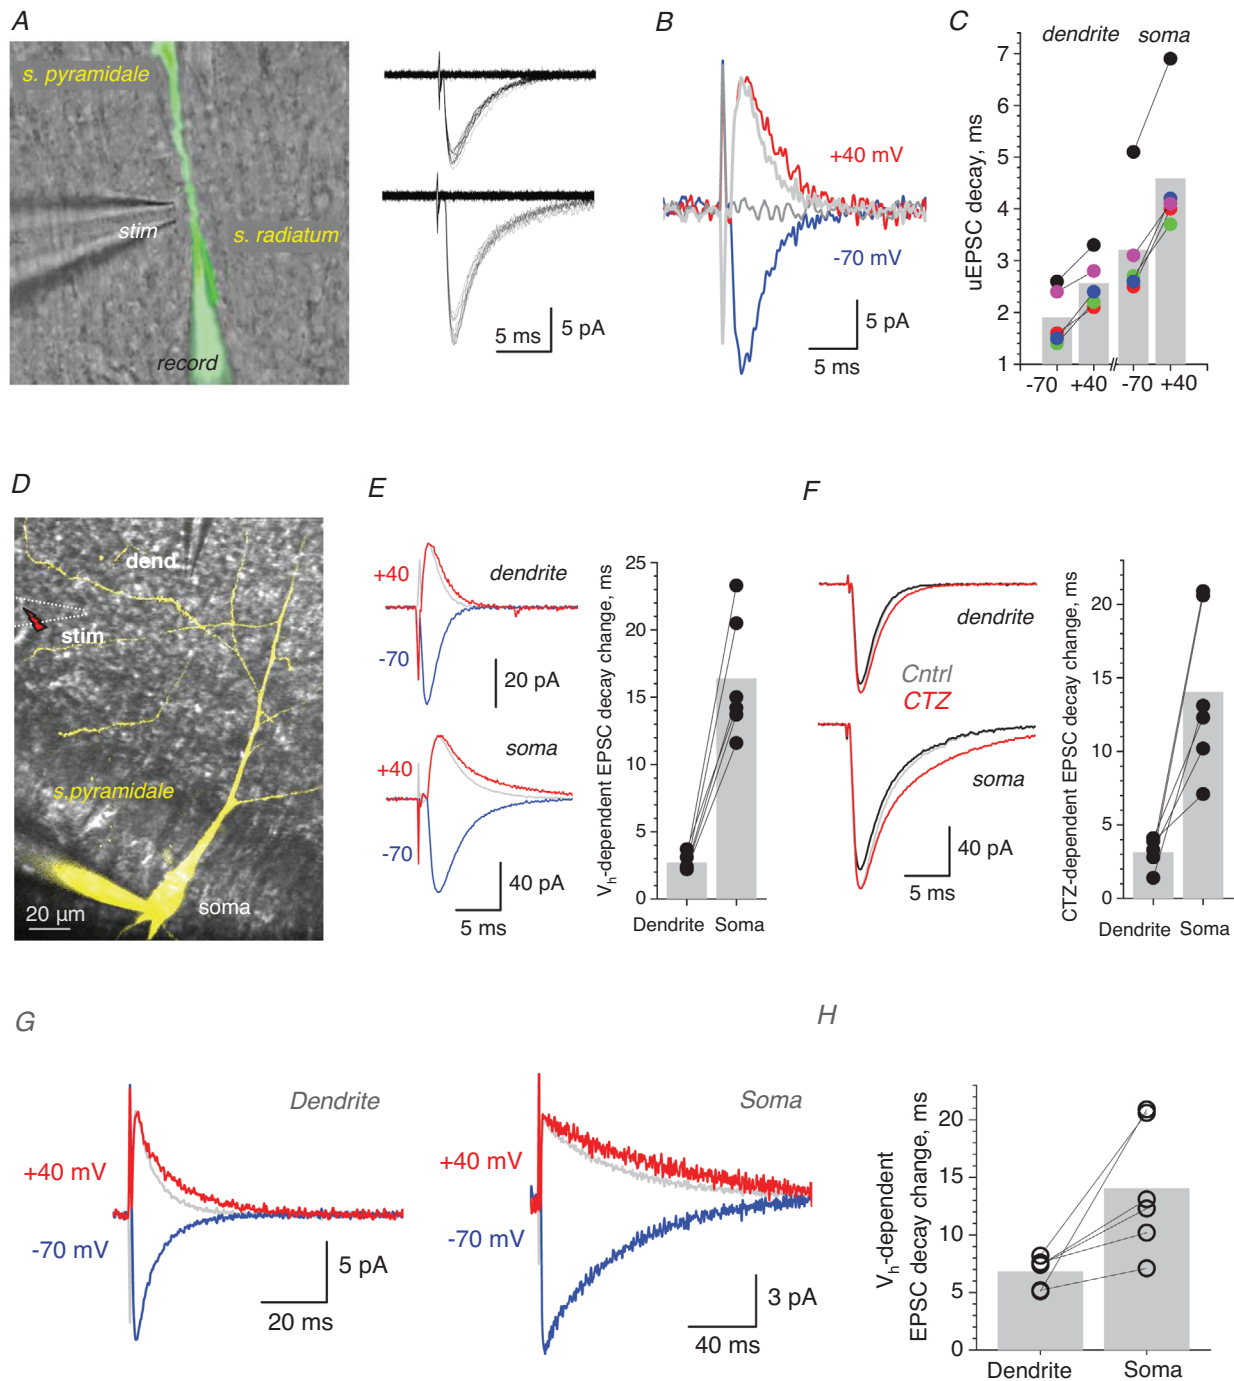 A
s. pyramidale
stim
s. radiatum
record
5 ms
5 pA
B
+40 mV
-70 mV
5 pA
5 ms
C
dendrite soma
uEPSC decay, ms
7
6
5
4
3
2
1
-70 +40 -70 +40
D
dend
stim
s.pyramidale
soma
20 µm
E
+40
dendrite
-70
20 pA
soma
+40
-70
40 pA
5 ms
Vh-dependent EPSC decay change, ms
25
20
15
10
5
0
Dendrite Soma
F
dendrite
Cntrl
CTZ
soma
40 pA
5 ms
CTZ-dependent EPSC decay change, ms
20
15
10
5
0
Dendrite Soma
G
Dendrite
+40 mV
-70 mV
5 pA
20 ms
Soma
+40 mV
-70 mV
3 pA
40 ms
H
Vh-dependent
EPSC decay change, ms
20
15
10
5
0
Dendrite Soma